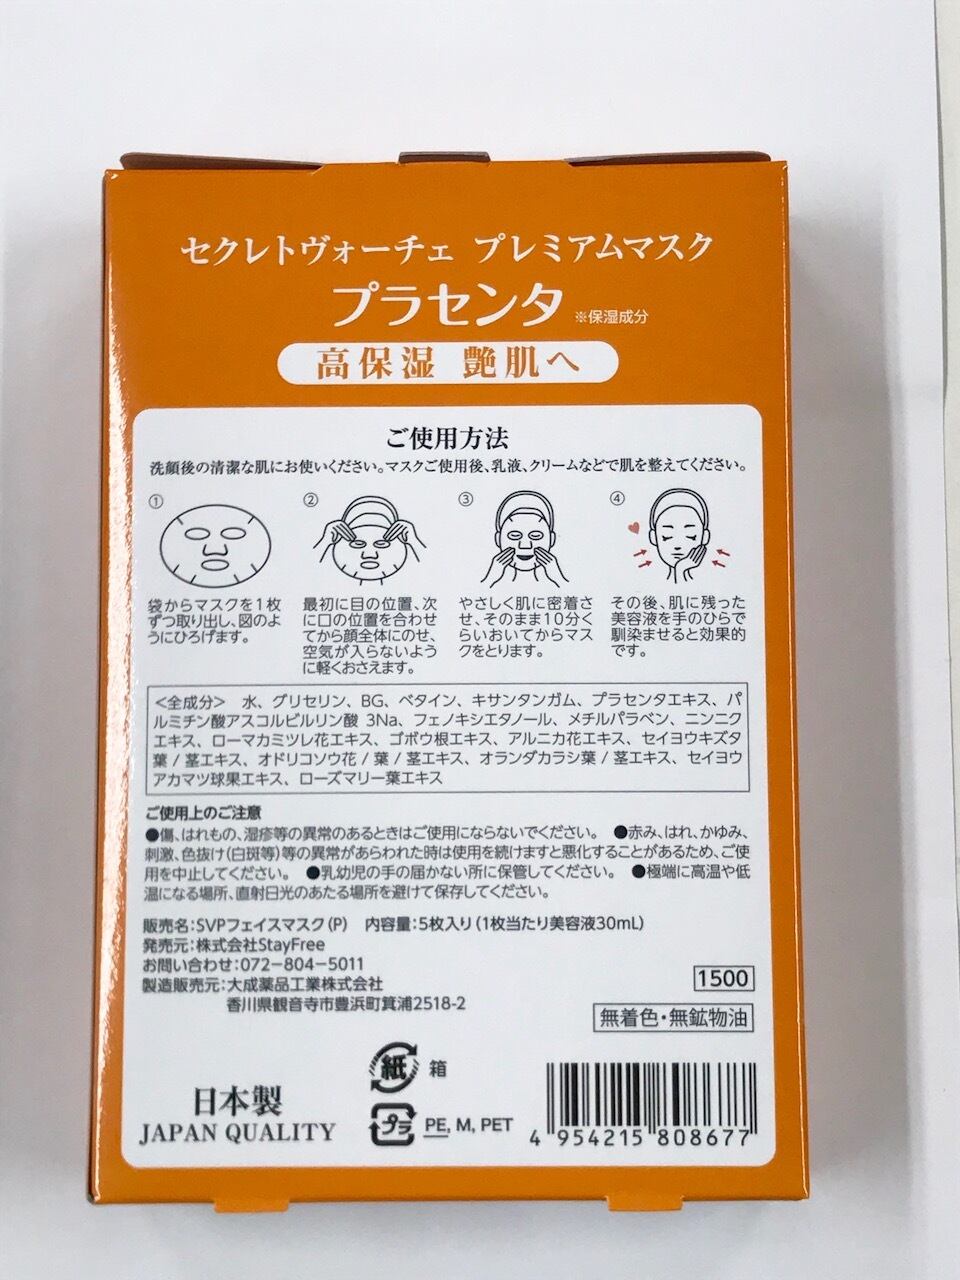 セクレトヴォーチェ プレミアムマスク
プラセンタ ※保湿成分
高保湿 艶肌へ
ご使用方法
洗顔後の清潔な肌にお使いください。マスクご使用後、乳液、クリームなどで肌を整えてください。
①
袋からマスクを1枚
ずつ取り出し、図のよ
うにひろげます。
②
最初に目の位置、次
に口の位置を合わせ
てから顔全体にのせ、
空気が入らないよう
に軽くおさえます。
③
やさしく肌に密着さ
せ、そのまま10分く
らいおいてからマス
クをとります。
④
その後、肌に残った
美容液を手のひらで
馴染ませると効果的
です。
<全成分> 水、グリセリン、BG、ベタイン、キサンタンガム、プラセンタエキス、パ
ルミチン酸アスコルビルリン酸 3Na、フェノキシエタノール、メチルパラベン、ニンニク
エキス、ローマカミツレ花エキス、ゴボウ根エキス、アルニカ花エキス、セイヨウキズタ
葉 / 茎エキス、オドリコソウ花 / 葉 / 茎エキス、オランダカラシ葉 / 茎エキス、セイヨウ
アカマツ球果エキス、ローズマリー葉エキス
ご使用上のご注意
●傷、はれもの、湿疹等の異常のあるときはご使用にならないでください。 ●赤み、はれ、かゆみ、
刺激、色抜け(白斑等)等の異常があらわれた時は使用を続けますと悪化することがあるため、ご使
用を中止してください。 ●乳幼児の手の届かない所に保管してください。 ●極端に高温や低
温になる場所、直射日光のあたる場所を避けて保存してください。
販売名:SVPフェイスマスク(P) 内容量:5枚入り(1枚当たり美容液30mL)
発売元:株式会社StayFree
お問い合わせ:072-804-5011
製造販売元:大成薬品工業株式会社
香川県観音寺市豊浜町箕浦2518-2
1500
無着色・無鉱物油
日本製
JAPAN QUALITY
紙 箱
プラ PE, M, PET
4 954215 808677